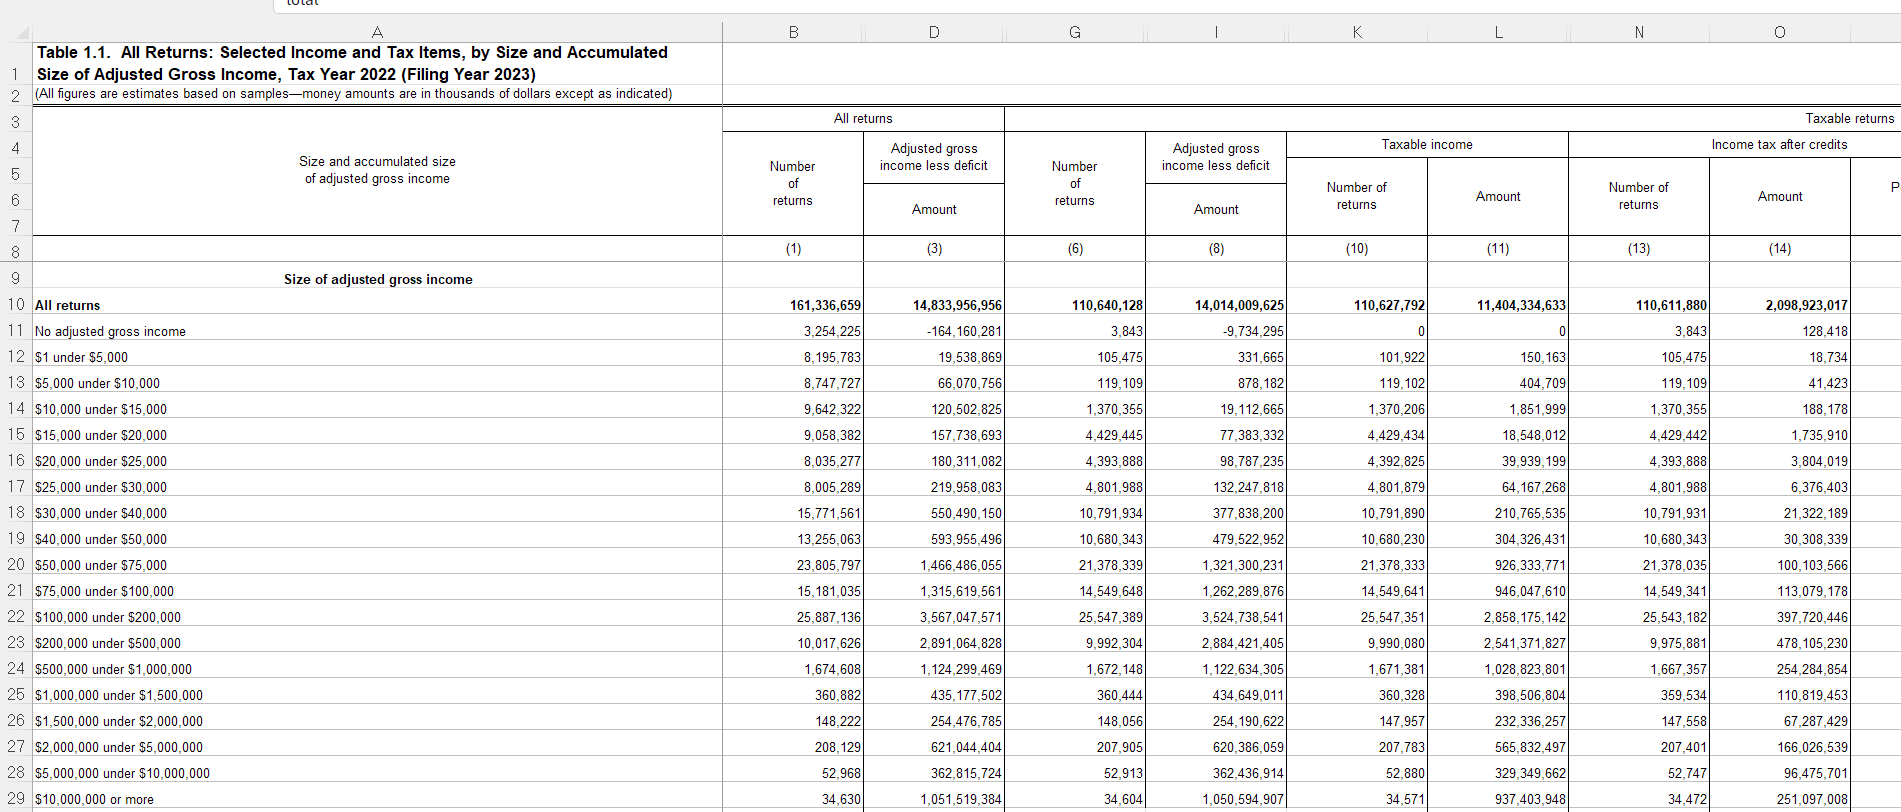 total
A B D G I K L N O
1 Table 1.1. All Returns: Selected Income and Tax Items, by Size and Accumulated
Size of Adjusted Gross Income, Tax Year 2022 (Filing Year 2023)
2 (All figures are estimates based on samples—money amounts are in thousands of dollars except as indicated)
3 All returns Taxable returns
4 Taxable income Income tax after credits
5
6
7
Size and accumulated size
of adjusted gross income
Number
of
returns
Adjusted gross
income less deficit
Amount
Number
of
returns
Adjusted gross
income less deficit
Amount
Number of
returns
Amount
Number of
returns
Amount
P
8 (1) (3) (6) (8) (10) (11) (13) (14)
9 Size of adjusted gross income
10 All returns 161,336,659 14,833,956,956 110,640,128 14,014,009,625 110,627,792 11,404,334,633 110,611,880 2,098,923,017
11 No adjusted gross income 3,254,225 -164,160,281 3,843 -9,734,295 0 0 3,843 128,418
12 $1 under $5,000 8,195,783 19,538,869 105,475 331,665 101,922 150,163 105,475 18,734
13 $5,000 under $10,000 8,747,727 66,070,756 119,109 878,182 119,102 404,709 119,109 41,423
14 $10,000 under $15,000 9,642,322 120,502,825 1,370,355 19,112,665 1,370,206 1,851,999 1,370,355 188,178
15 $15,000 under $20,000 9,058,382 157,738,693 4,429,445 77,383,332 4,429,434 18,548,012 4,429,442 1,735,910
16 $20,000 under $25,000 8,035,277 180,311,082 4,393,888 98,787,235 4,392,825 39,939,199 4,393,888 3,804,019
17 $25,000 under $30,000 8,005,289 219,958,083 4,801,988 132,247,818 4,801,879 64,167,268 4,801,988 6,376,403
18 $30,000 under $40,000 15,771,561 550,490,150 10,791,934 377,838,200 10,791,890 210,765,535 10,791,931 21,322,189
19 $40,000 under $50,000 13,255,063 593,955,496 10,680,343 479,522,952 10,680,230 304,326,431 10,680,343 30,308,339
20 $50,000 under $75,000 23,805,797 1,466,486,055 21,378,339 1,321,300,231 21,378,333 926,333,771 21,378,035 100,103,566
21 $75,000 under $100,000 15,181,035 1,315,619,561 14,549,648 1,262,289,876 14,549,641 946,047,610 14,549,341 113,079,178
22 $100,000 under $200,000 25,887,136 3,567,047,571 25,547,389 3,524,738,541 25,547,351 2,858,175,142 25,543,182 397,720,446
23 $200,000 under $500,000 10,017,626 2,891,064,828 9,992,304 2,884,421,405 9,990,080 2,541,371,827 9,975,881 478,105,230
24 $500,000 under $1,000,000 1,674,608 1,124,299,469 1,672,148 1,122,634,305 1,671,381 1,028,823,801 1,667,357 254,284,854
25 $1,000,000 under $1,500,000 360,882 435,177,502 360,444 434,649,011 360,328 398,506,804 359,534 110,819,453
26 $1,500,000 under $2,000,000 148,222 254,476,785 148,056 254,190,622 147,957 232,336,257 147,558 67,287,429
27 $2,000,000 under $5,000,000 208,129 621,044,404 207,905 620,386,059 207,783 565,832,497 207,401 166,026,539
28 $5,000,000 under $10,000,000 52,968 362,815,724 52,913 362,436,914 52,880 329,349,662 52,747 96,475,701
29 $10,000,000 or more 34,630 1,051,519,384 34,604 1,050,594,907 34,571 937,403,948 34,472 251,097,008